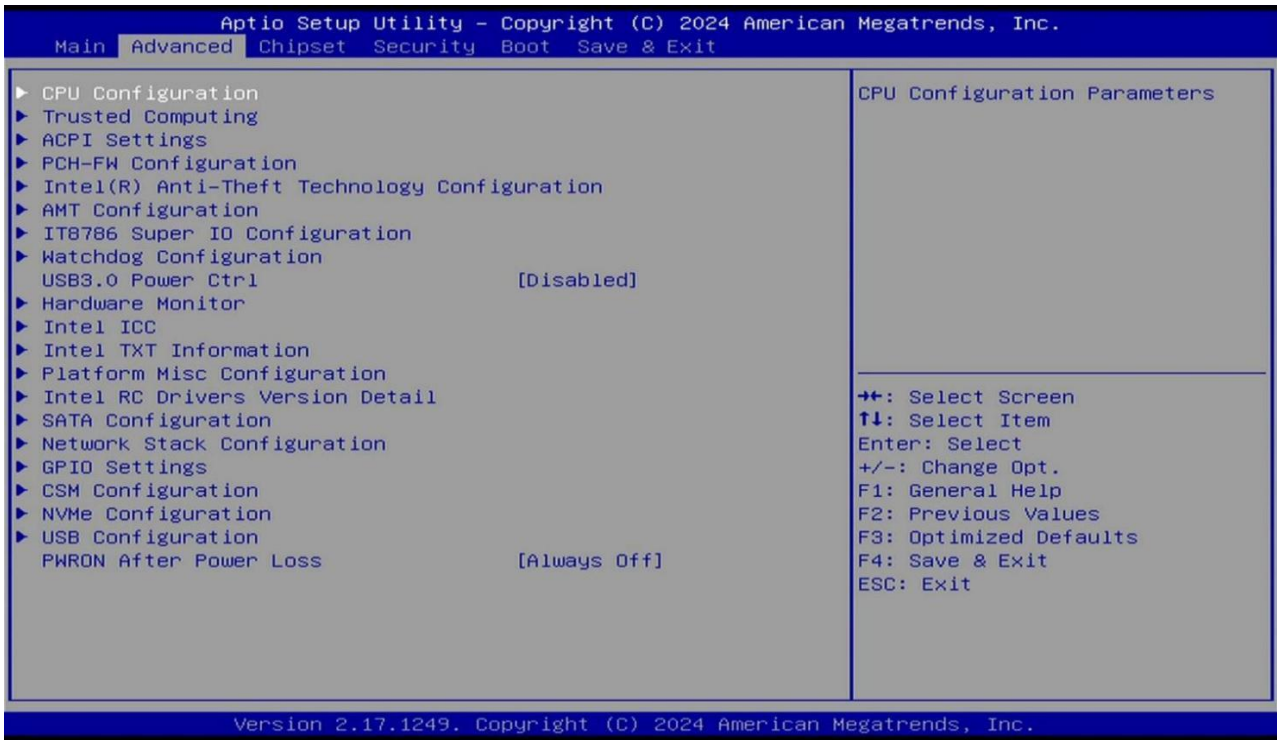 Aptio Setup Utility – Copyright (C) 2024 American Megatrends, Inc.
Main Advanced Chipset Security Boot Save & Exit
► CPU Configuration
► Trusted Computing
► ACPI Settings
► PCH-FW Configuration
► Intel(R) Anti-Theft Technology Configuration
► AMT Configuration
► IT8786 Super IO Configuration
► Watchdog Configuration
USB3.0 Power Ctrl [Disabled]
► Hardware Monitor
► Intel ICC
► Intel TXT Information
► Platform Misc Configuration
► Intel RC Drivers Version Detail
► SATA Configuration
► Network Stack Configuration
► GPIO Settings
► CSM Configuration
► NVMe Configuration
► USB Configuration
PWRON After Power Loss [Always Off]
CPU Configuration Parameters
→←: Select Screen
↑↓: Select Item
Enter: Select
+/-: Change Opt.
F1: General Help
F2: Previous Values
F3: Optimized Defaults
F4: Save & Exit
ESC: Exit
Version 2.17.1249. Copyright (C) 2024 American Megatrends, Inc.